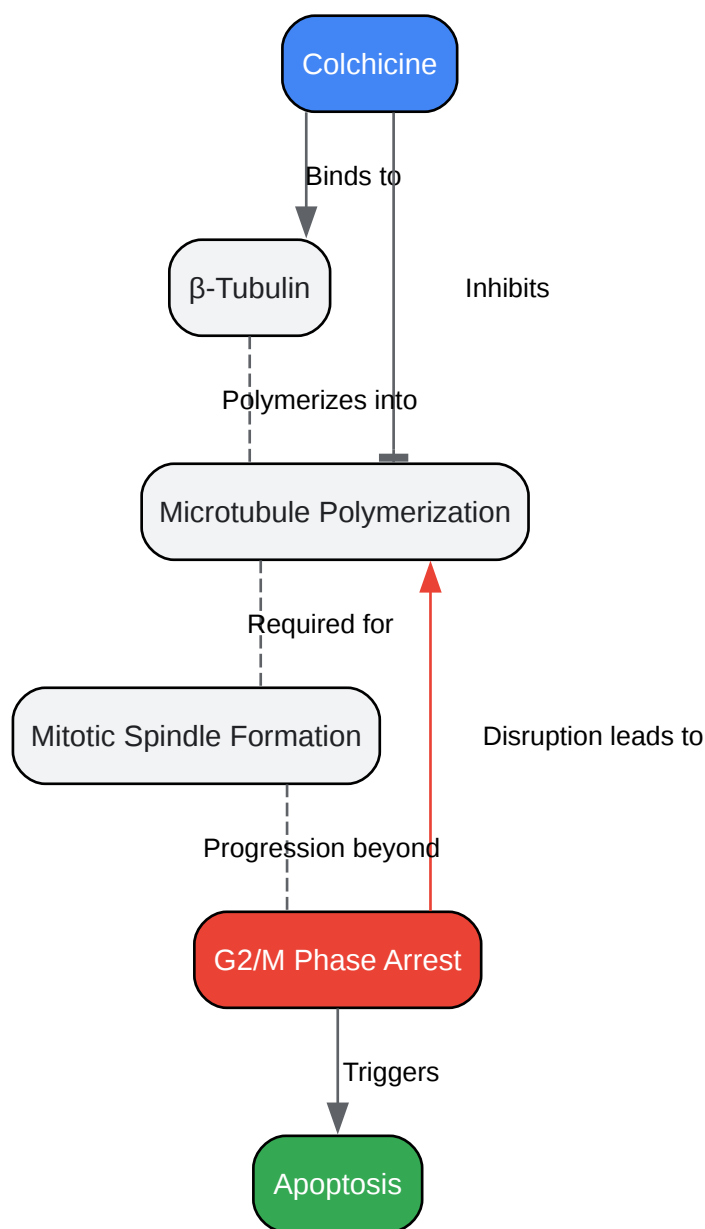 Colchicine
Binds to
β-Tubulin
Inhibits
Polymerizes into
Microtubule Polymerization
Required for
Mitotic Spindle Formation
Disruption leads to
Progression beyond
G2/M Phase Arrest
Triggers
Apoptosis